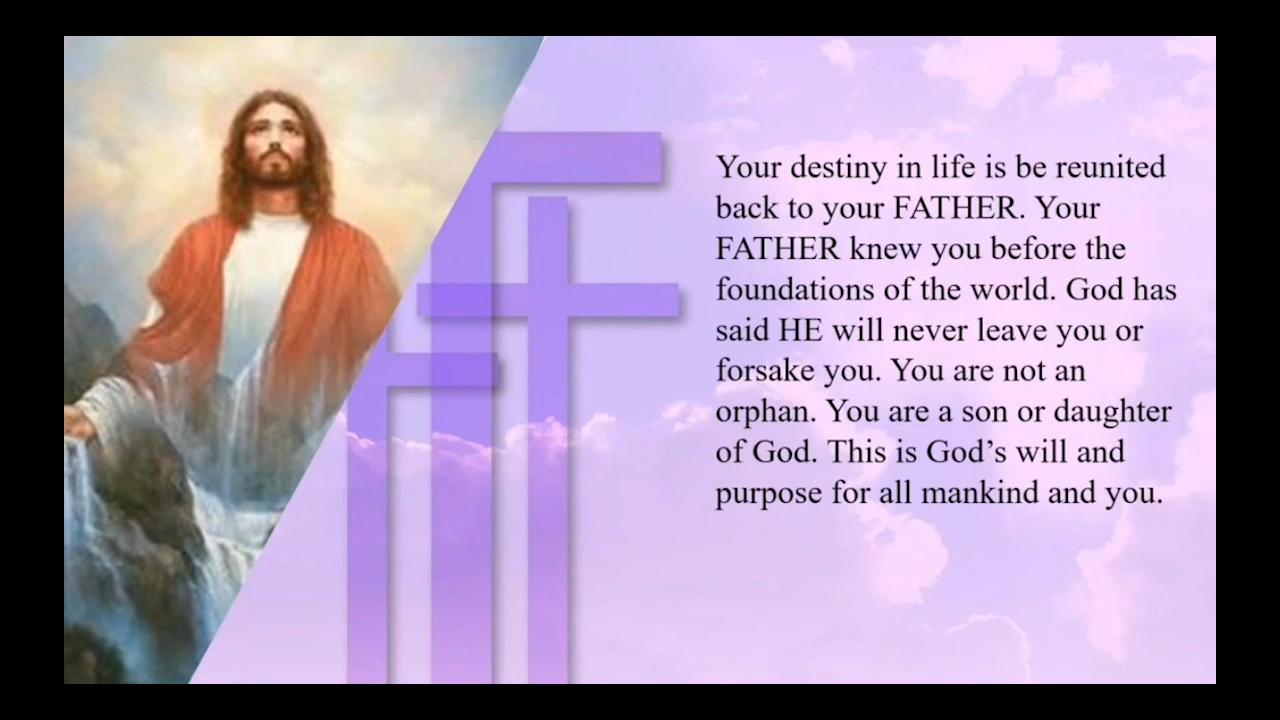 Your destiny in life is be reunited
back to your FATHER. Your
FATHER knew you before the
foundations of the world. God has
said HE will never leave you or
forsake you. You are not an
orphan. You are a son or daughter
of God. This is God’s will and
purpose for all mankind and you.